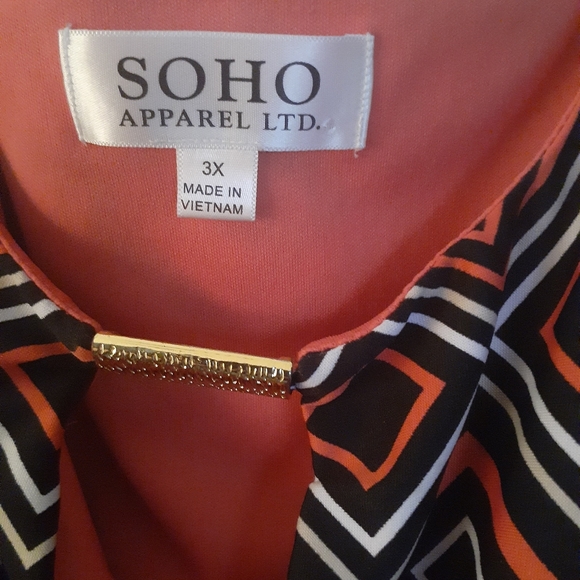 SOHO
APPAREL LTD.
3X
MADE IN
VIETNAM